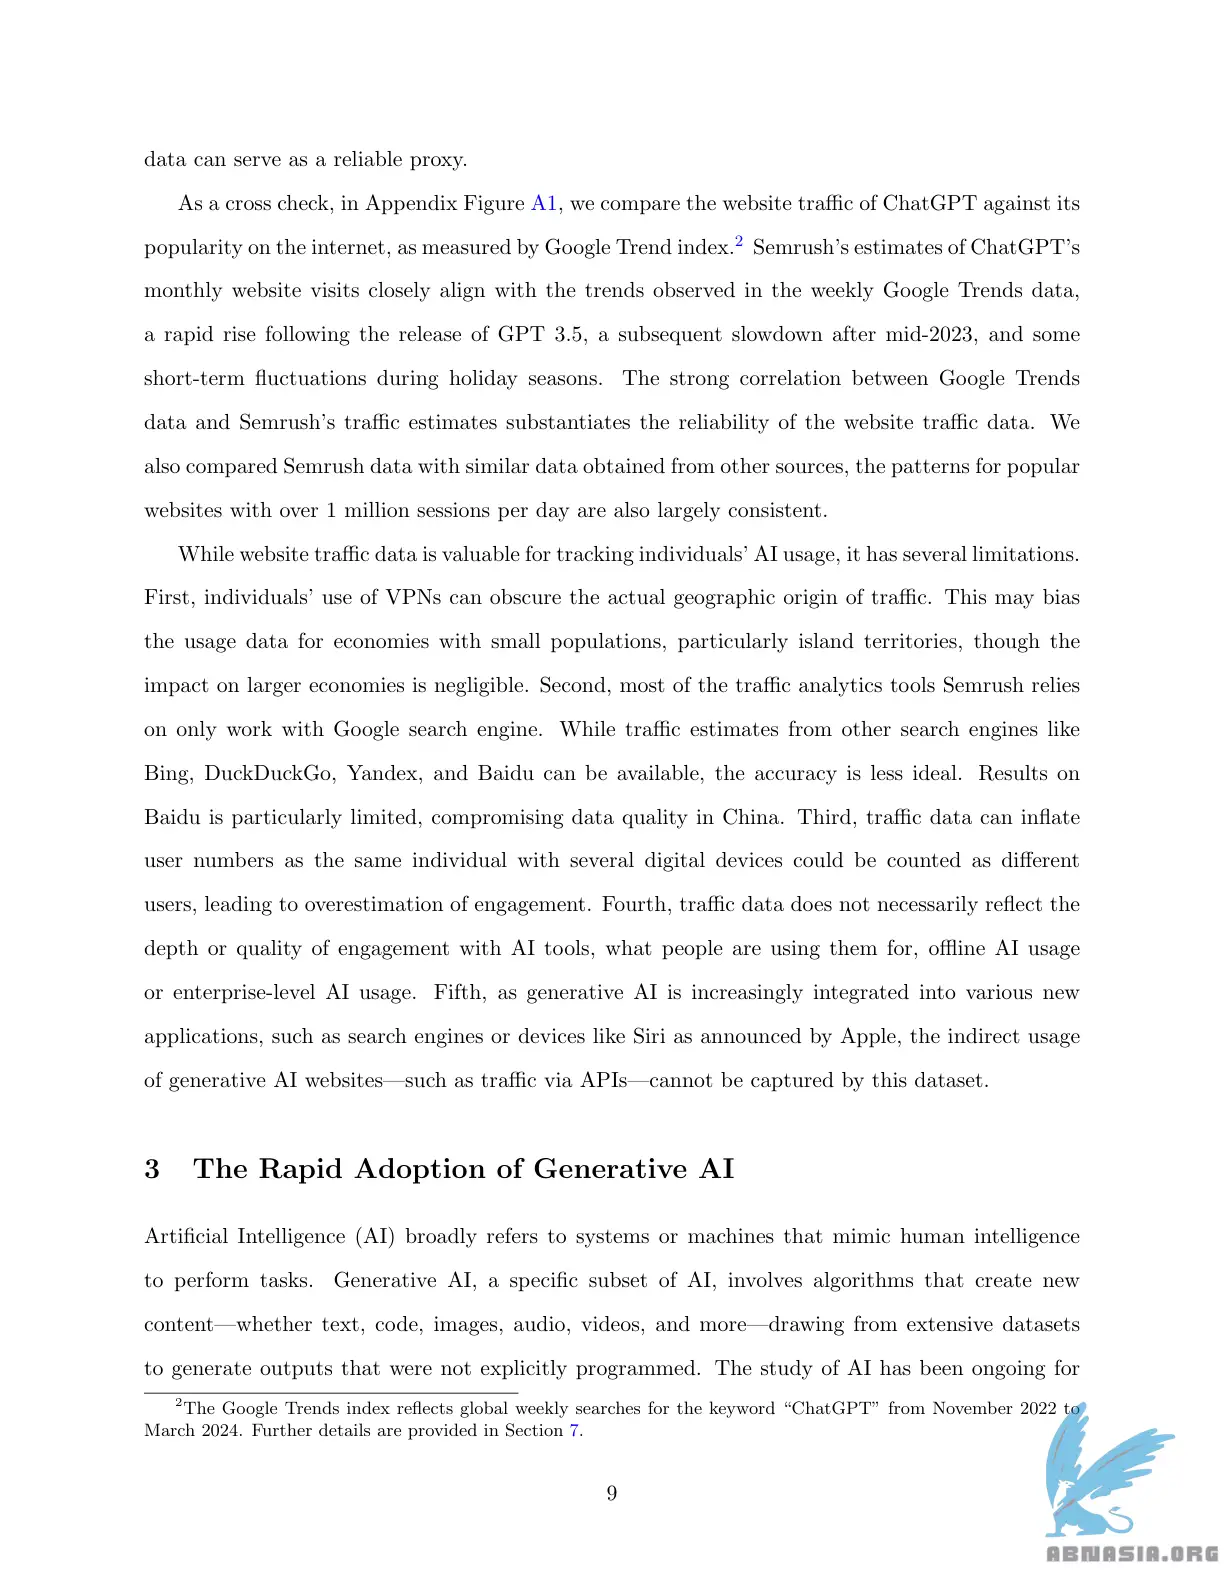 data can serve as a reliable proxy.
As a cross check, in Appendix Figure A1, we compare the website traffic of ChatGPT against its
popularity on the internet, as measured by Google Trend index.2 Semrush's estimates of ChatGPT's
monthly website visits closely align with the trends observed in the weekly Google Trends data,
a rapid rise following the release of GPT 3.5, a subsequent slowdown after mid-2023, and some
short-term fluctuations during holiday seasons. The strong correlation between Google Trends
data and Semrush's traffic estimates substantiates the reliability of the website traffic data. We
also compared Semrush data with similar data obtained from other sources, the patterns for popular
websites with over 1 million sessions per day are also largely consistent.
While website traffic data is valuable for tracking individuals' AI usage, it has several limitations.
First, individuals' use of VPNs can obscure the actual geographic origin of traffic. This may bias
the usage data for economies with small populations, particularly island territories, though the
impact on larger economies is negligible. Second, most of the traffic analytics tools Semrush relies
on only work with Google search engine. While traffic estimates from other search engines like
Bing, DuckDuckGo, Yandex, and Baidu can be available, the accuracy is less ideal. Results on
Baidu is particularly limited, compromising data quality in China. Third, traffic data can inflate
user numbers as the same individual with several digital devices could be counted as different
users, leading to overestimation of engagement. Fourth, traffic data does not necessarily reflect the
depth or quality of engagement with AI tools, what people are using them for, offline AI usage
or enterprise-level AI usage. Fifth, as generative AI is increasingly integrated into various new
applications, such as search engines or devices like Siri as announced by Apple, the indirect usage
of generative AI websites—such as traffic via APIs—cannot be captured by this dataset.
3 The Rapid Adoption of Generative AI
Artificial Intelligence (AI) broadly refers to systems or machines that mimic human intelligence
to perform tasks. Generative AI, a specific subset of AI, involves algorithms that create new
content—whether text, code, images, audio, videos, and more—drawing from extensive datasets
to generate outputs that were not explicitly programmed. The study of AI has been ongoing for
2The Google Trends index reflects global weekly searches for the keyword “ChatGPT” from November 2022 to
March 2024. Further details are provided in Section 7.
9
ABNASIA.ORG